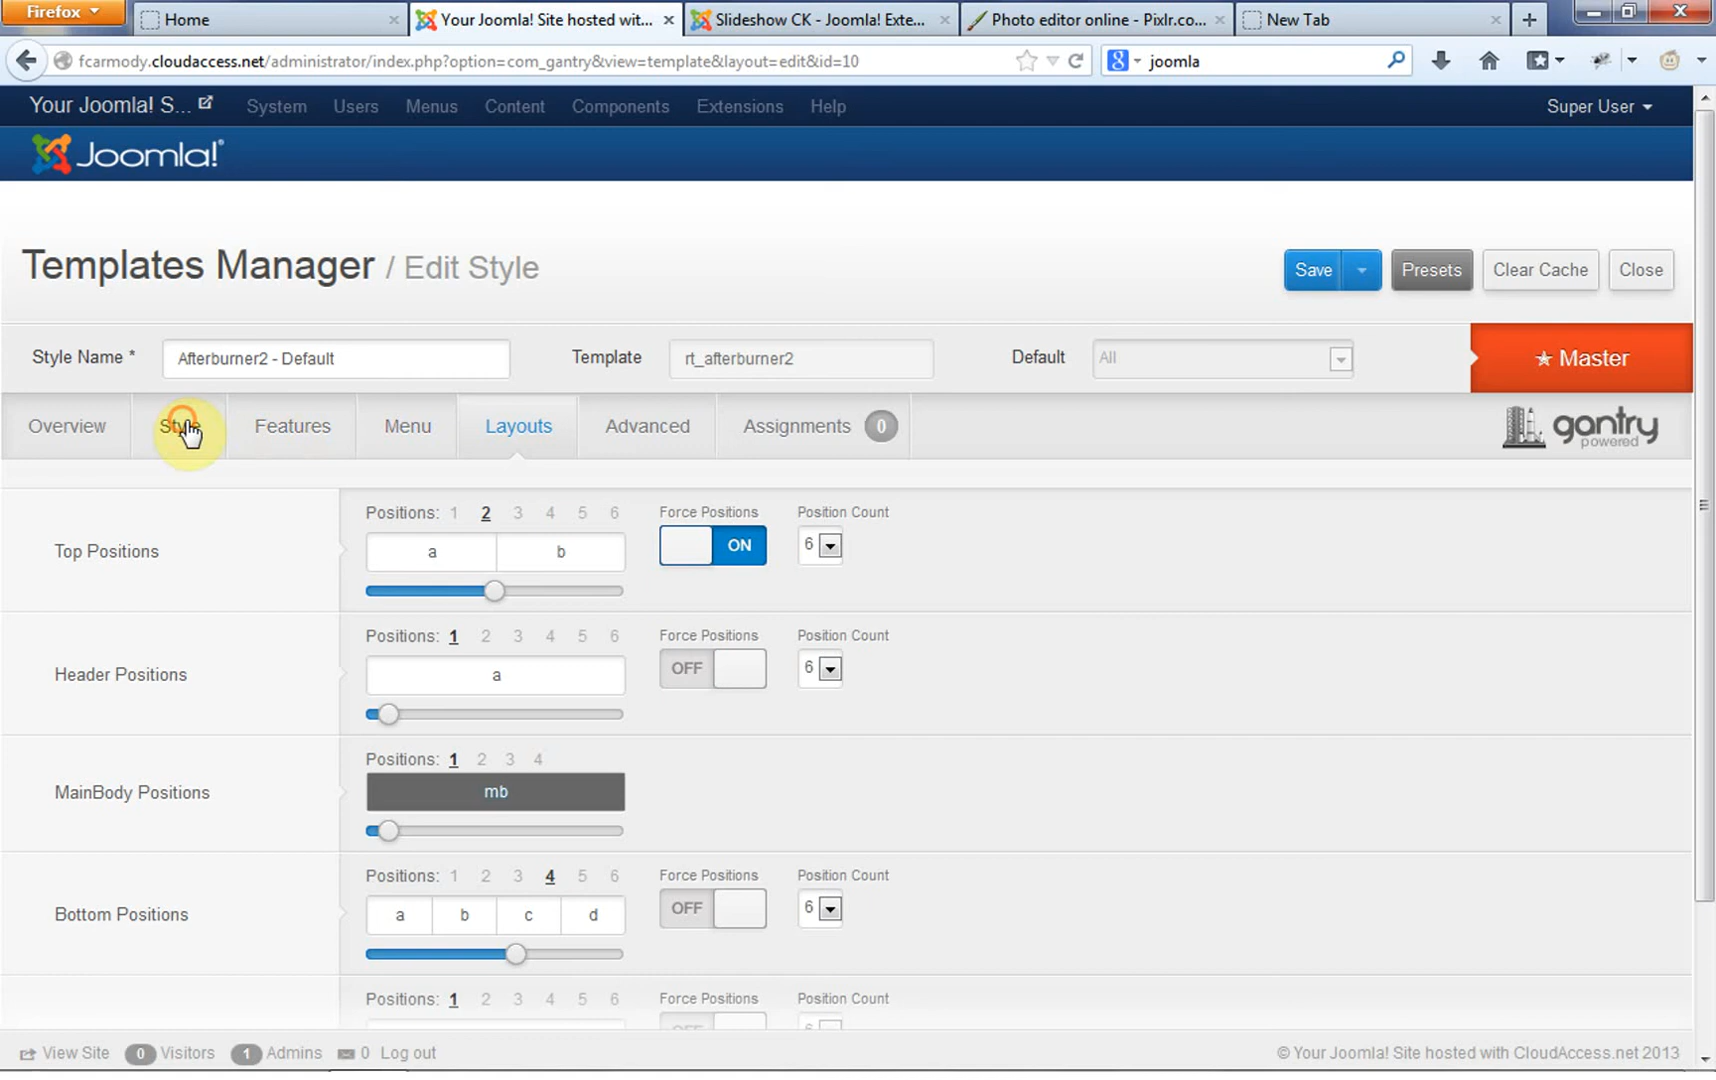 Firefox
Home
Your Joomla! Site hosted wit...
Slideshow CK - Joomla! Exte...
Photo editor online - Pixlr.co...
New Tab
fcarmody.cloudaccess.net/administrator/index.php?option=com_gantry&view=template&layout=edit&id=10
joomla
Your Joomla! S... System Users Menus Content Components Extensions Help Super User
Joomla!
Templates Manager / Edit Style
Save Presets Clear Cache Close
Style Name * Afterburner2 - Default Template rt_afterburner2 Default All Master
Overview Style Features Menu Layouts Advanced Assignments 0 gantry
powered
Positions: 1 2 3 4 5 6 Force Positions Position Count
Top Positions a b ON 6
Positions: 1 2 3 4 5 6 Force Positions Position Count
Header Positions a OFF 6
Positions: 1 2 3 4
MainBody Positions mb
Positions: 1 2 3 4 5 6 Force Positions Position Count
Bottom Positions a b c d OFF 6
Positions: 1 2 3 4 5 6 Force Positions Position Count
View Site 0 Visitors 1 Admins 0 Log out © Your Joomla! Site hosted with CloudAccess.net 2013